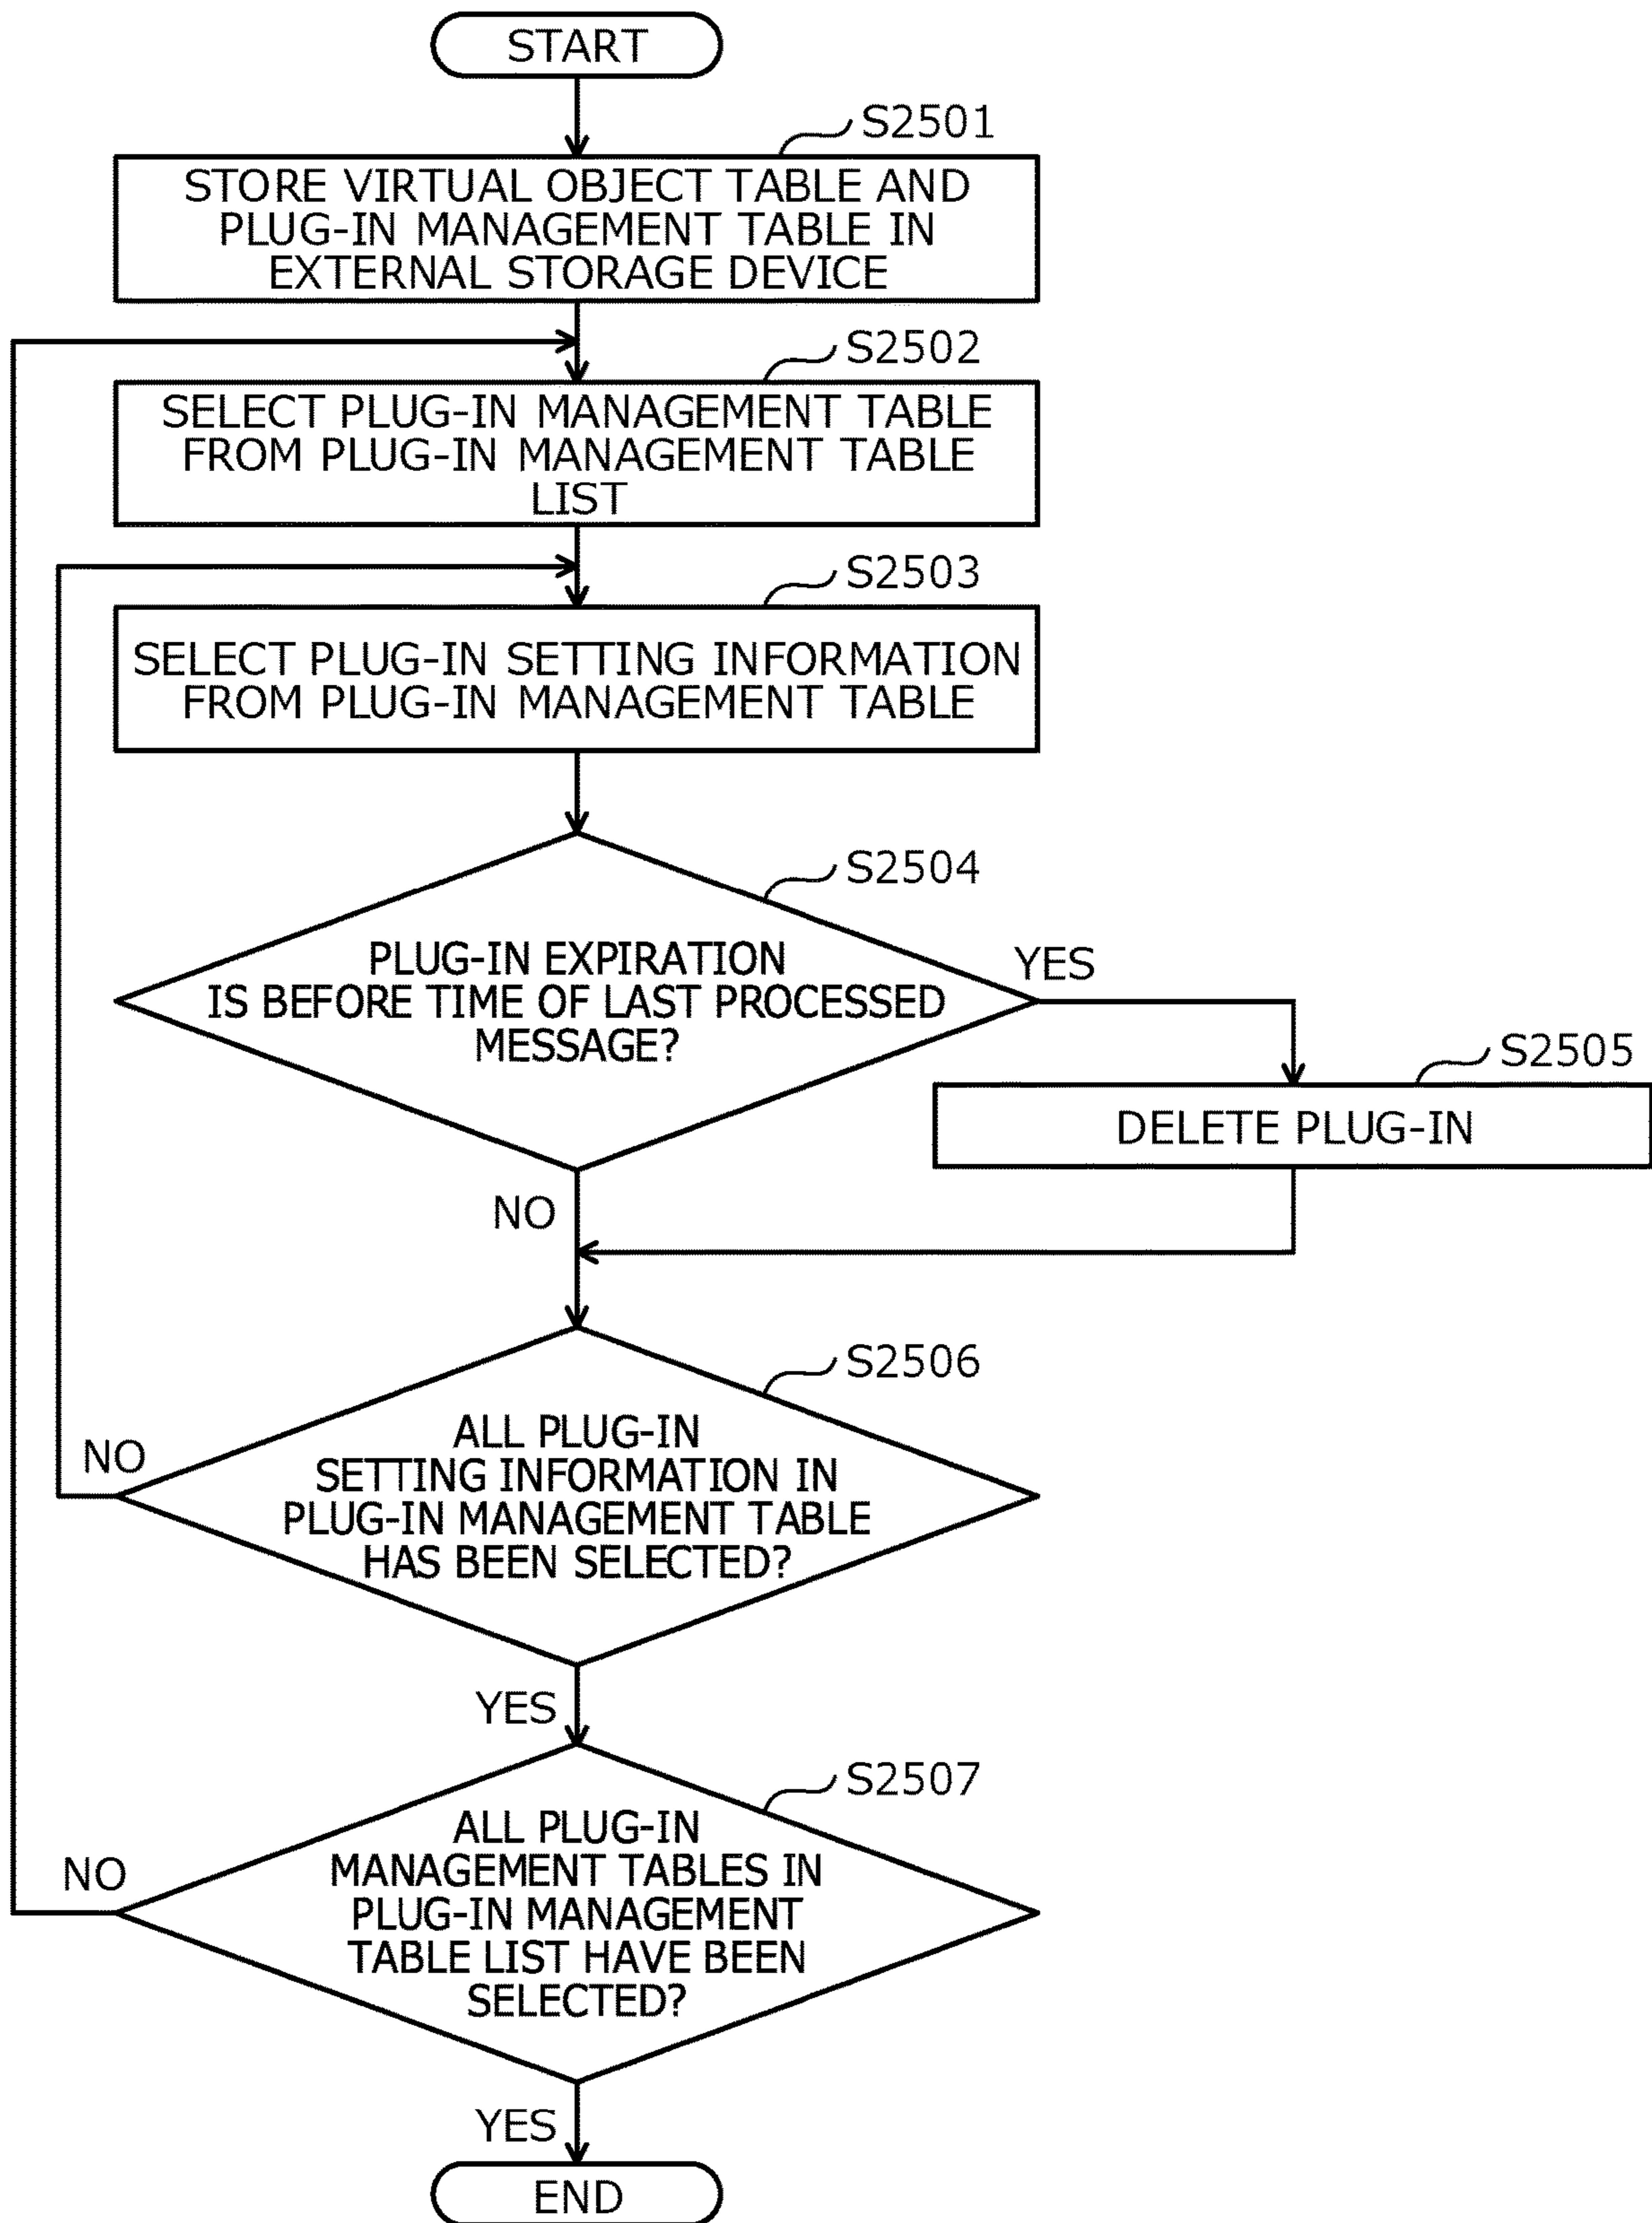 START
S2501
STORE VIRTUAL OBJECT TABLE AND
PLUG-IN MANAGEMENT TABLE IN
EXTERNAL STORAGE DEVICE
S2502
SELECT PLUG-IN MANAGEMENT TABLE
FROM PLUG-IN MANAGEMENT TABLE
LIST
S2503
SELECT PLUG-IN SETTING INFORMATION
FROM PLUG-IN MANAGEMENT TABLE
S2504
PLUG-IN EXPIRATION
IS BEFORE TIME OF LAST PROCESSED
MESSAGE?
YES
S2505
DELETE PLUG-IN
NO
S2506
ALL PLUG-IN
SETTING INFORMATION IN
PLUG-IN MANAGEMENT TABLE
HAS BEEN SELECTED?
NO
YES
S2507
ALL PLUG-IN
MANAGEMENT TABLES IN
PLUG-IN MANAGEMENT
TABLE LIST HAVE BEEN
SELECTED?
NO
YES
END